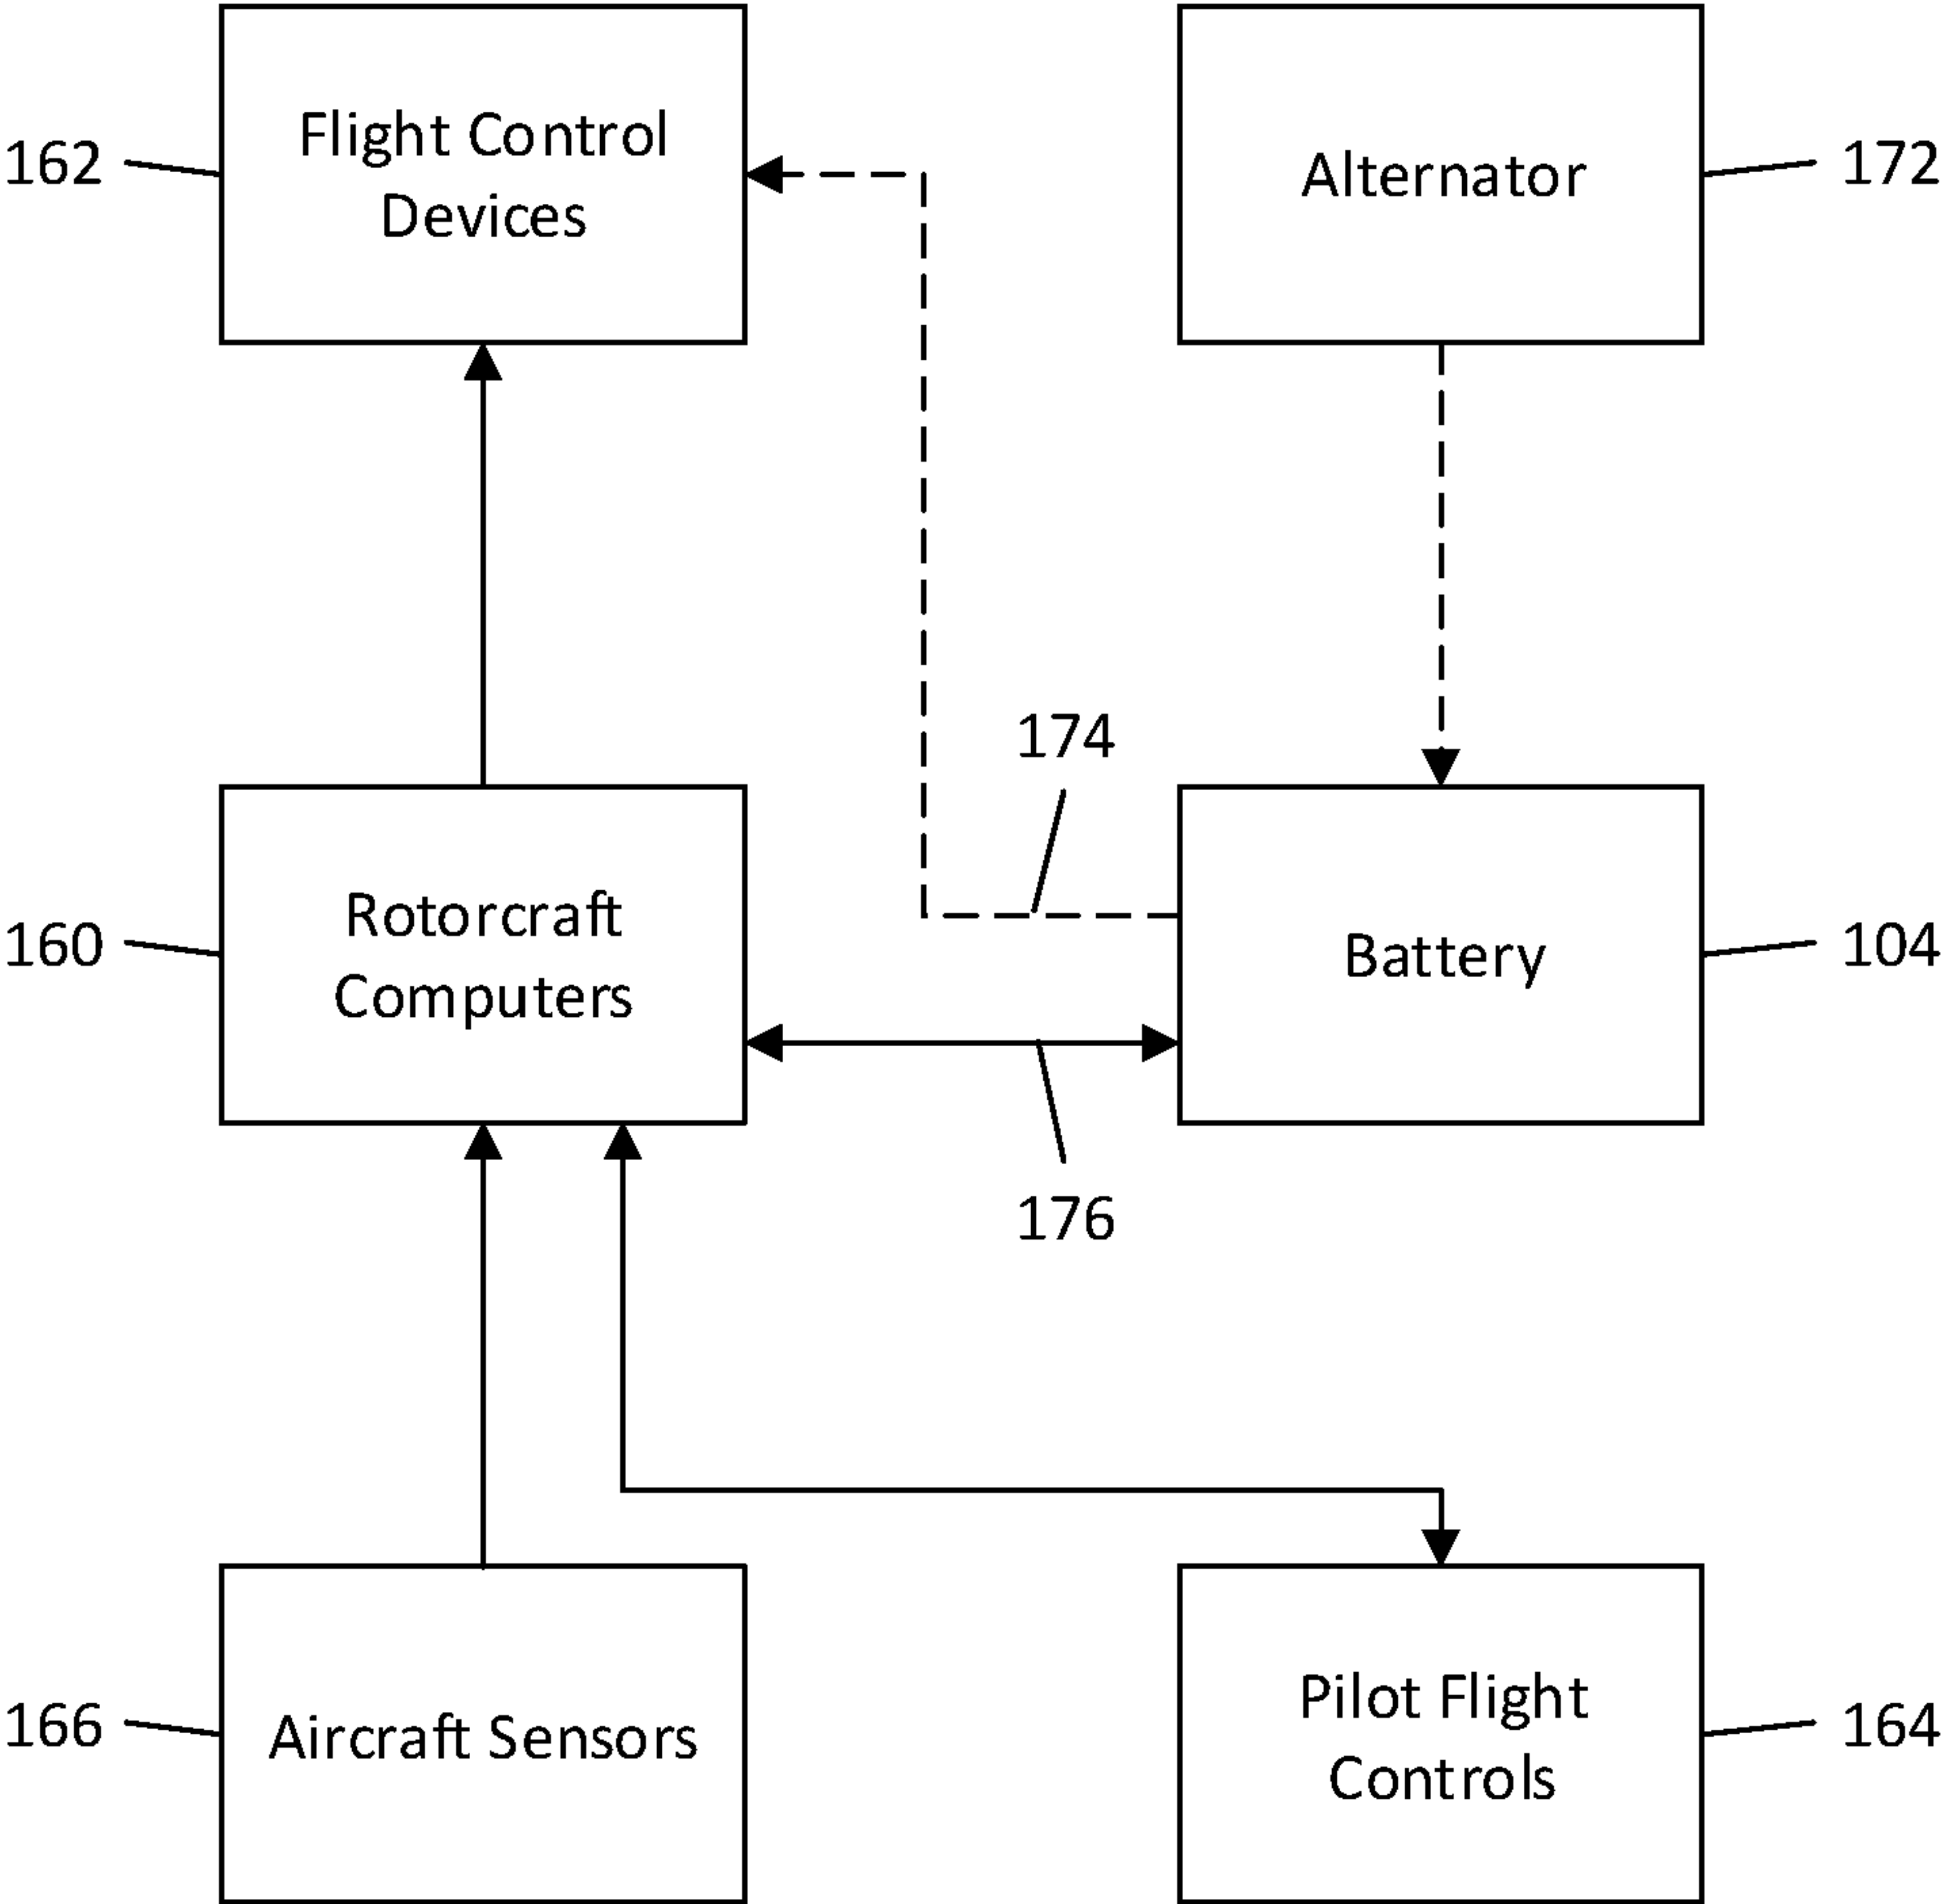 162
Flight Control
Devices
Alternator
172
174
160
Rotorcraft
Computers
Battery
104
176
166
Aircraft Sensors
Pilot Flight
Controls
164